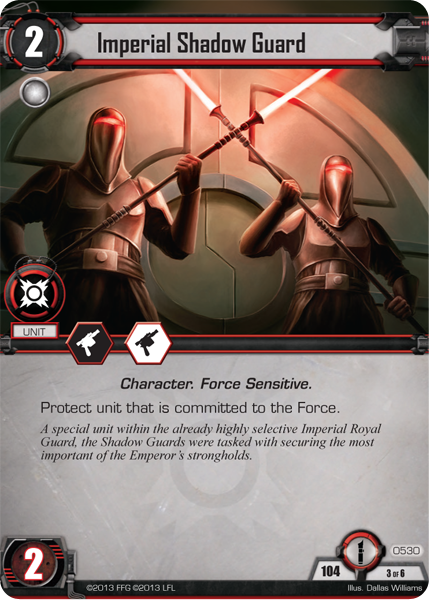 2 Imperial Shadow Guard
UNIT
Character. Force Sensitive.
Protect unit that is committed to the Force.
A special unit within the already highly selective Imperial Royal
Guard, the Shadow Guards were tasked with securing the most
important of the Emperor's strongholds.
2
104
3 OF 6
1
0530
©2013 FFG ©2013 LFL
Illus. Dallas Williams